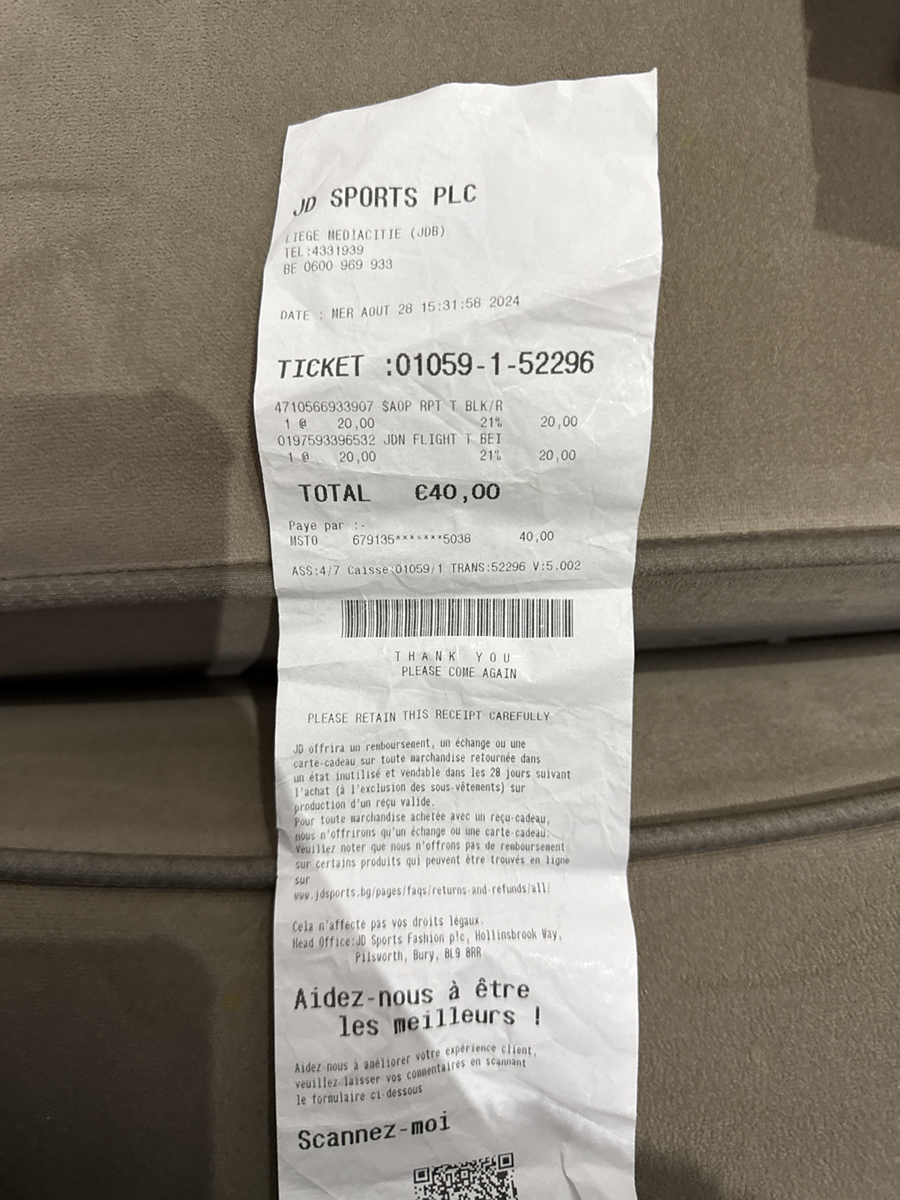 JD SPORTS PLC
LIEGE MEDIACITIE (JDB)
TEL:4331939
BE 0600 969 933
DATE : MER AOUT 28 15:31:58 2024
TICKET :01059-1-52296
4710566933907 $AOP RPT T BLK/R
1 @ 20,00 21% 20,00
0197593396532 JDN FLIGHT T BEI
1 @ 20,00 21% 20,00
TOTAL €40,00
Paye par :-
MSTO 679135*******5038 40,00
ASS:4/7 Caisse:01059/1 TRANS:52296 V:5.002
THANK YOU
PLEASE COME AGAIN
PLEASE RETAIN THIS RECEIPT CAREFULLY
JD offrira un remboursement, un échange ou une
carte-cadeau sur toute marchandise retournée dans
un état inutilisé et vendable dans les 28 jours suivant
l'achat (à l'exclusion des sous-vêtements) sur
production d'un reçu valide.
Pour toute marchandise achetée avec un reçu-cadeau,
nous n'offrirons qu'un échange ou une carte-cadeau.
Veuillez noter que nous n'offrons pas de remboursement
sur certains produits qui peuvent être trouvés en ligne
sur
www.jdsports.bg/pages/faqs/returns-and-refunds/all/
Cela n'affecte pas vos droits légaux.
Head Office:JD Sports Fashion plc, Hollinsbrook Way,
Pilsworth, Bury, BL9 8RR
Aidez-nous à être
les meilleurs !
Aidez-nous à améliorer votre expérience client,
veuillez laisser vos commentaires en scannant
le formulaire ci-dessous
Scannez-moi